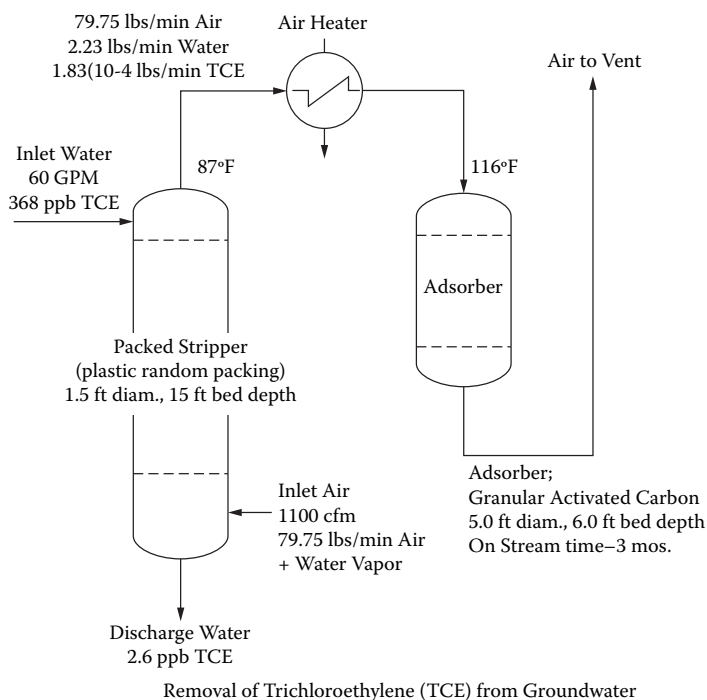 79.75 lbs/min Air
2.23 lbs/min Water
1.83(10-4 lbs/min TCE
Air Heater
Air to Vent
Inlet Water
60 GPM
368 ppb TCE
87ºF
116ºF
Adsorber
Packed Stripper
(plastic random packing)
1.5 ft diam., 15 ft bed depth
Inlet Air
1100 cfm
79.75 lbs/min Air
+ Water Vapor
Adsorber;
Granular Activated Carbon
5.0 ft diam., 6.0 ft bed depth
On Stream time–3 mos.
Discharge Water
2.6 ppb TCE
Removal of Trichloroethylene (TCE) from Groundwater